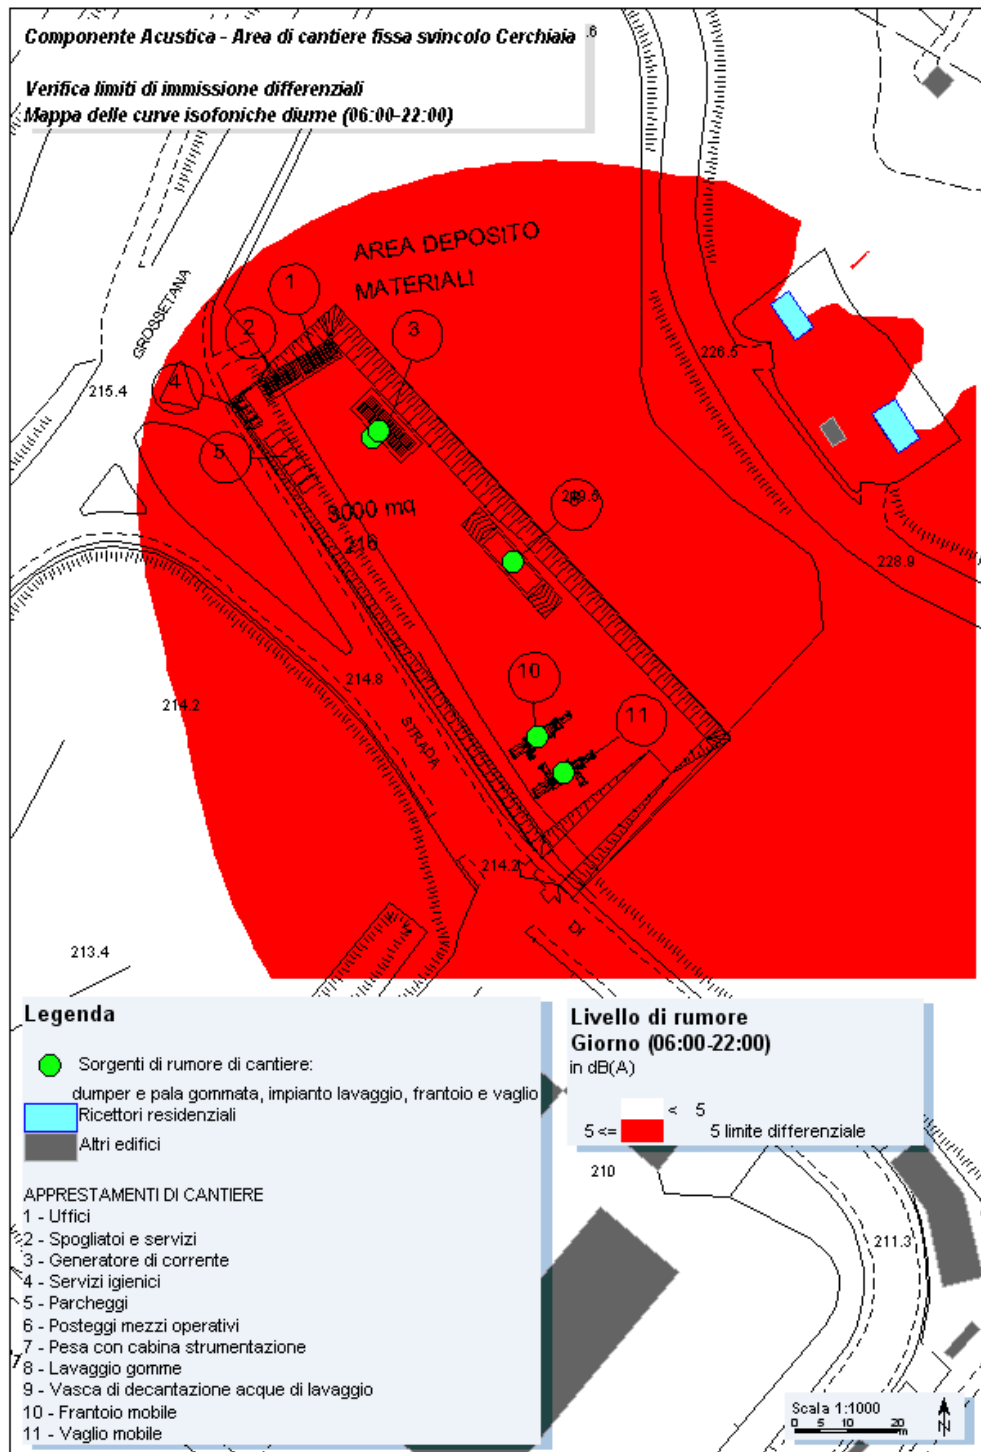 Componente Acustica - Area di cantiere fissa svincolo Cerchiaia
.6
Verifica limiti di immissione differenziali
Mappa delle curve isofoniche diurne (06:00-22:00)
AREA DEPOSITO
MATERIALI
GROSSETANA
1
2
3
4
5
215.4
226.5
3000 mq
216
228.9
10
11
214.8
214.2
STRADA
214.2
DI
213.4
Legenda
Sorgenti di rumore di cantiere:
dumper e pala gommata, impianto lavaggio, frantoio e vaglio
Ricettori residenziali
Altri edifici
APPRESTAMENTI DI CANTIERE
1 - Uffici
2 - Spogliatoi e servizi
3 - Generatore di corrente
4 - Servizi igienici
5 - Parcheggi
6 - Posteggi mezzi operativi
7 - Pesa con cabina strumentazione
8 - Lavaggio gomme
9 - Vasca di decantazione acque di lavaggio
10 - Frantoio mobile
11 - Vaglio mobile
Livello di rumore
Giorno (06:00-22:00)
in dB(A)
< 5
5 <= 5 limite differenziale
210
211.3
Scala 1:1000
0 5 10 20
m
N